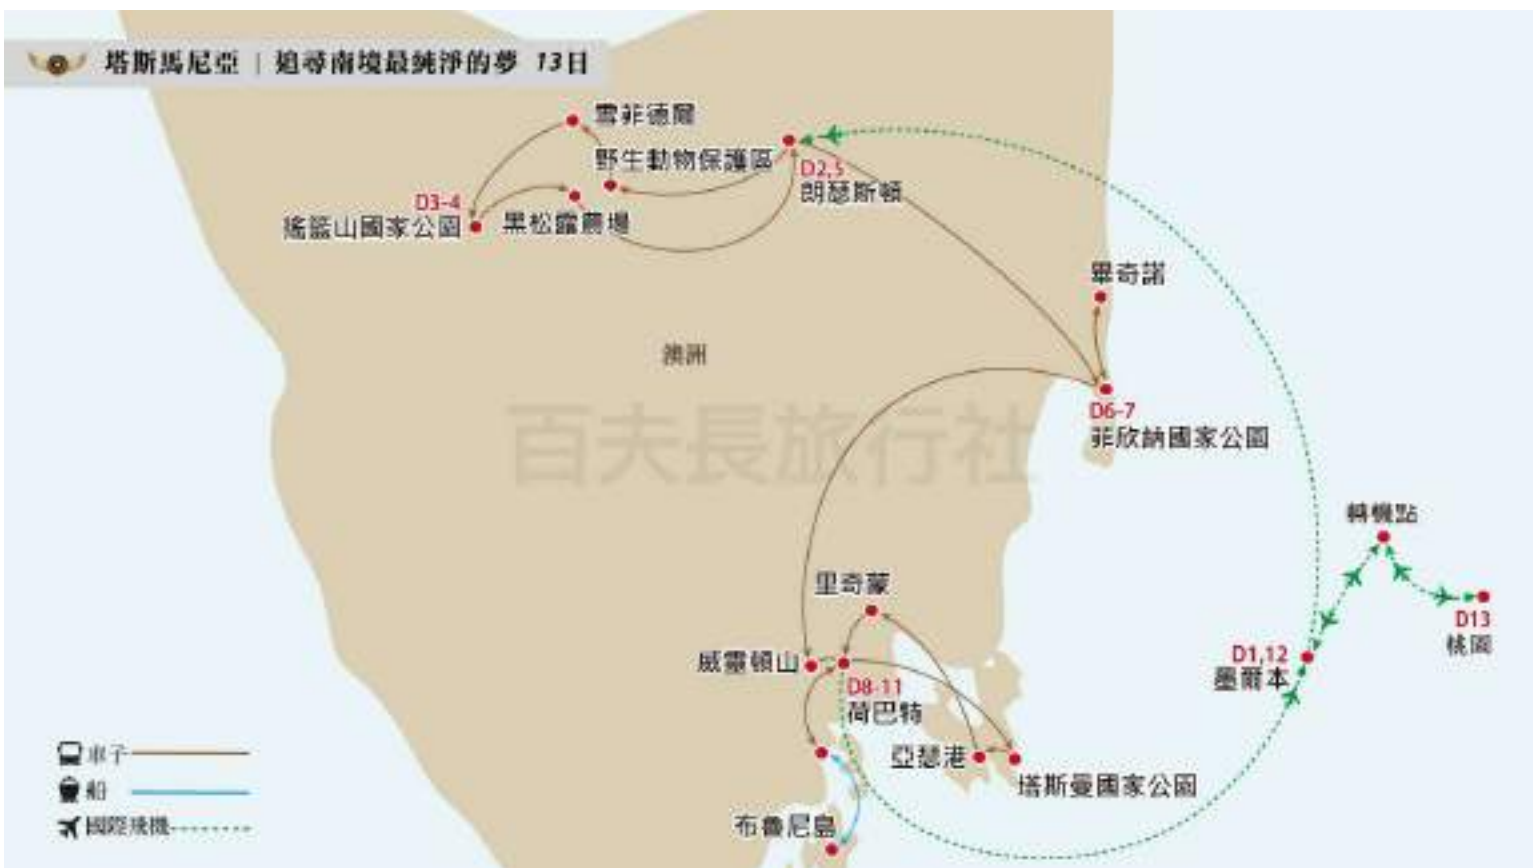 塔斯馬尼亞 | 追尋南境最純淨的夢 13日
雪菲德爾
野生動物保護區
D2,5
朗瑟斯頓
D3-4
搖籃山國家公園
黑松露農場
畢奇諾
澳洲
D6-7
菲欣納國家公園
百夫長旅行社
轉機點
里奇蒙
D13
桃園
威靈頓山
D1,12
墨爾本
D8-11
荷巴特
亞瑟港
塔斯曼國家公園
車子
船
國際飛機
布魯尼島